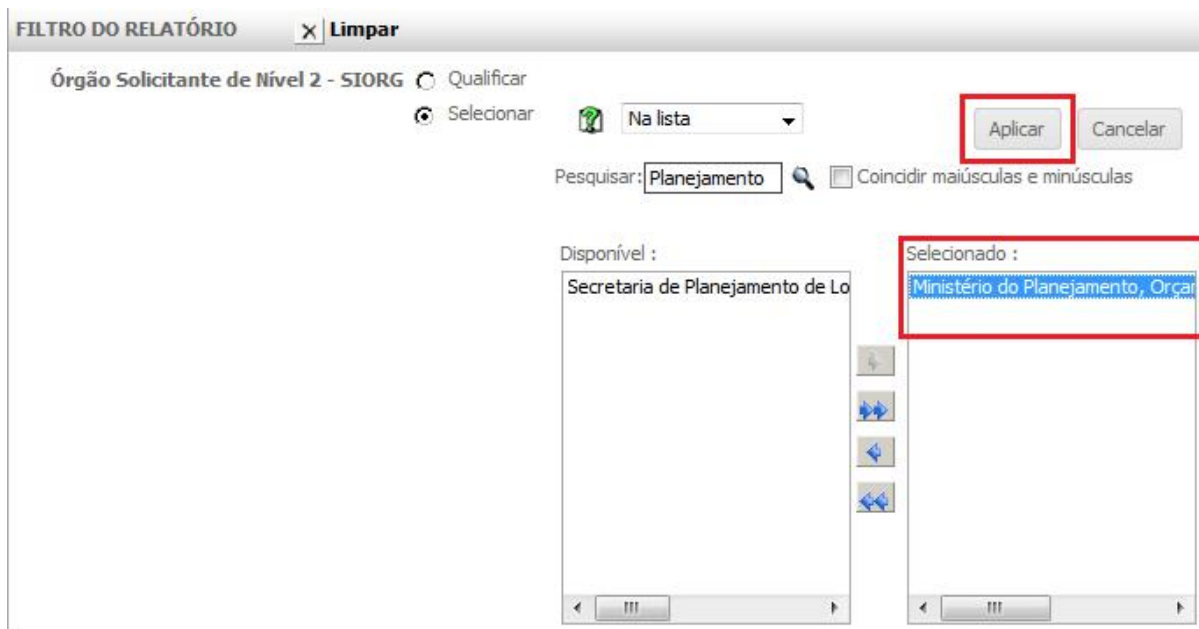 FILTRO DO RELATÓRIO X Limpar
Órgão Solicitante de Nível 2 - SIORG Qualificar
Selecionar Na lista Aplicar Cancelar
Pesquisar: Planejamento Coincidir maiúsculas e minúsculas
Disponível : Selecionado :
Secretaria de Planejamento de Lo Ministério do Planejamento, Orçar